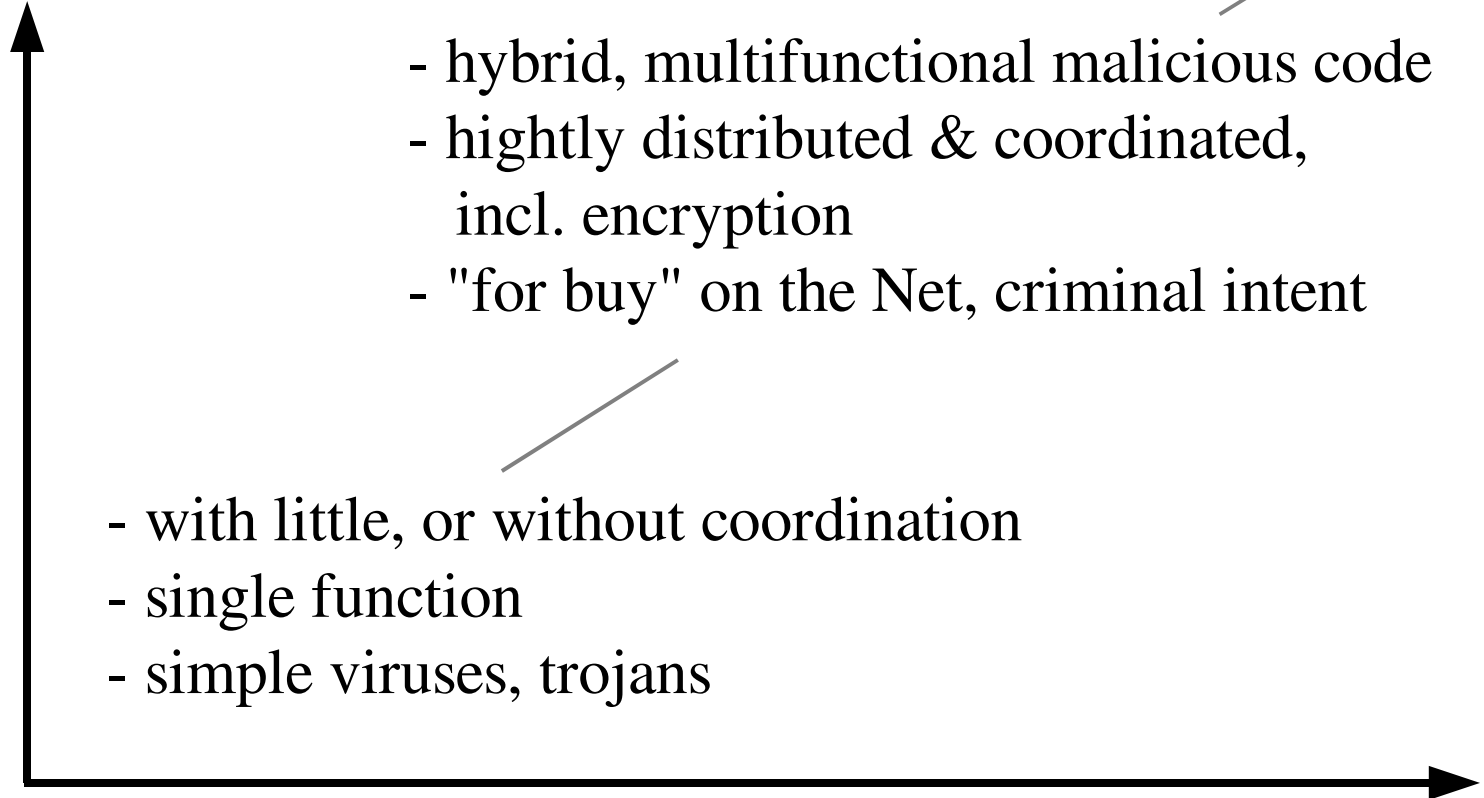 - hybrid, multifunctional malicious code
- hightly distributed & coordinated,
incl. encryption
- "for buy" on the Net, criminal intent
- with little, or without coordination
- single function
- simple viruses, trojans